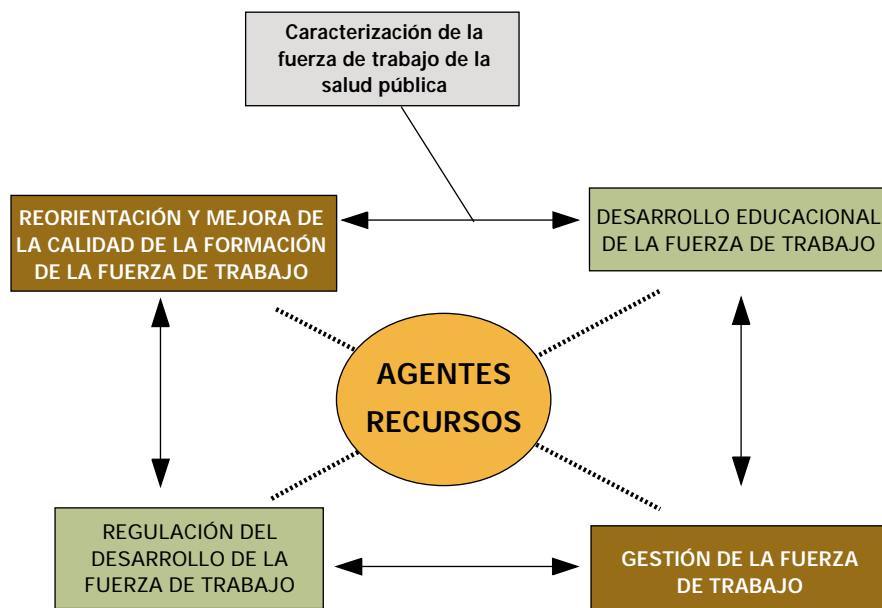 Caracterización de la
fuerza de trabajo de la
salud pública
REORIENTACIÓN Y MEJORA DE
LA CALIDAD DE LA FORMACIÓN
DE LA FUERZA DE TRABAJO
DESARROLLO EDUCACIONAL
DE LA FUERZA DE TRABAJO
AGENTES
RECURSOS
REGULACIÓN DEL
DESARROLLO DE LA
FUERZA DE TRABAJO
GESTIÓN DE LA FUERZA
DE TRABAJO